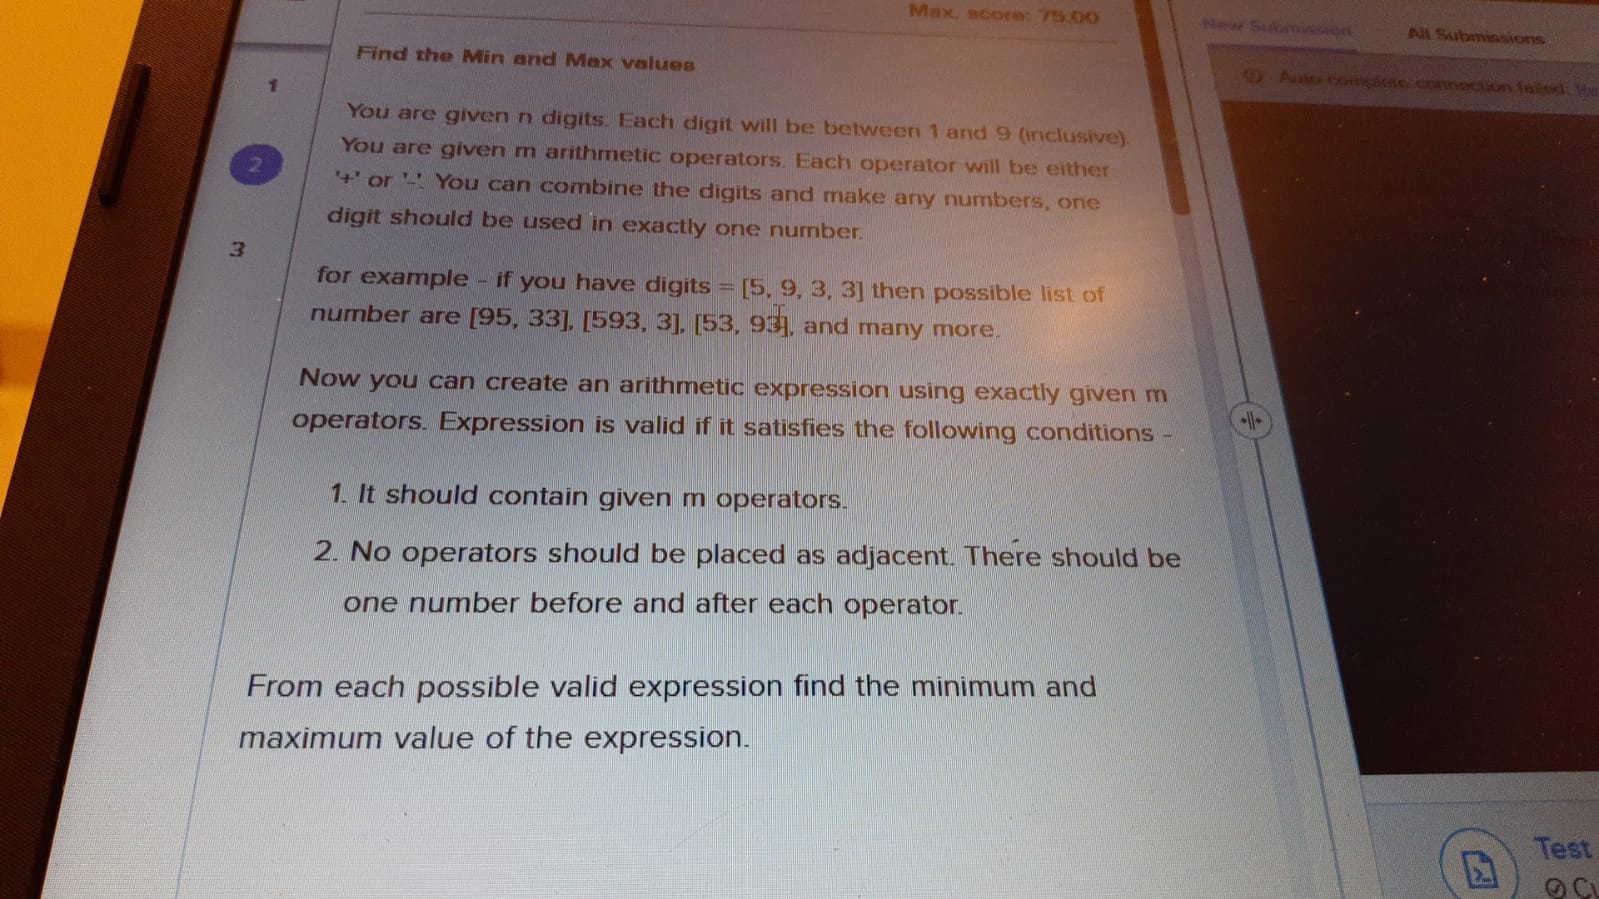 Max. score: 75.00
New Submission
All Submissions
Find the Min and Max values
Auto-complete connection failed.
1
You are given n digits. Each digit will be between 1 and 9 (inclusive).
You are given m arithmetic operators. Each operator will be either
2
'+' or '-'. You can combine the digits and make any numbers, one
digit should be used in exactly one number.
3
for example - if you have digits = [5, 9, 3, 3] then possible list of
number are [95, 33], [593, 3], [53, 93], and many more.
Now you can create an arithmetic expression using exactly given m
operators. Expression is valid if it satisfies the following conditions -
1. It should contain given m operators.
2. No operators should be placed as adjacent. There should be
one number before and after each operator.
From each possible valid expression find the minimum and
maximum value of the expression.
Test